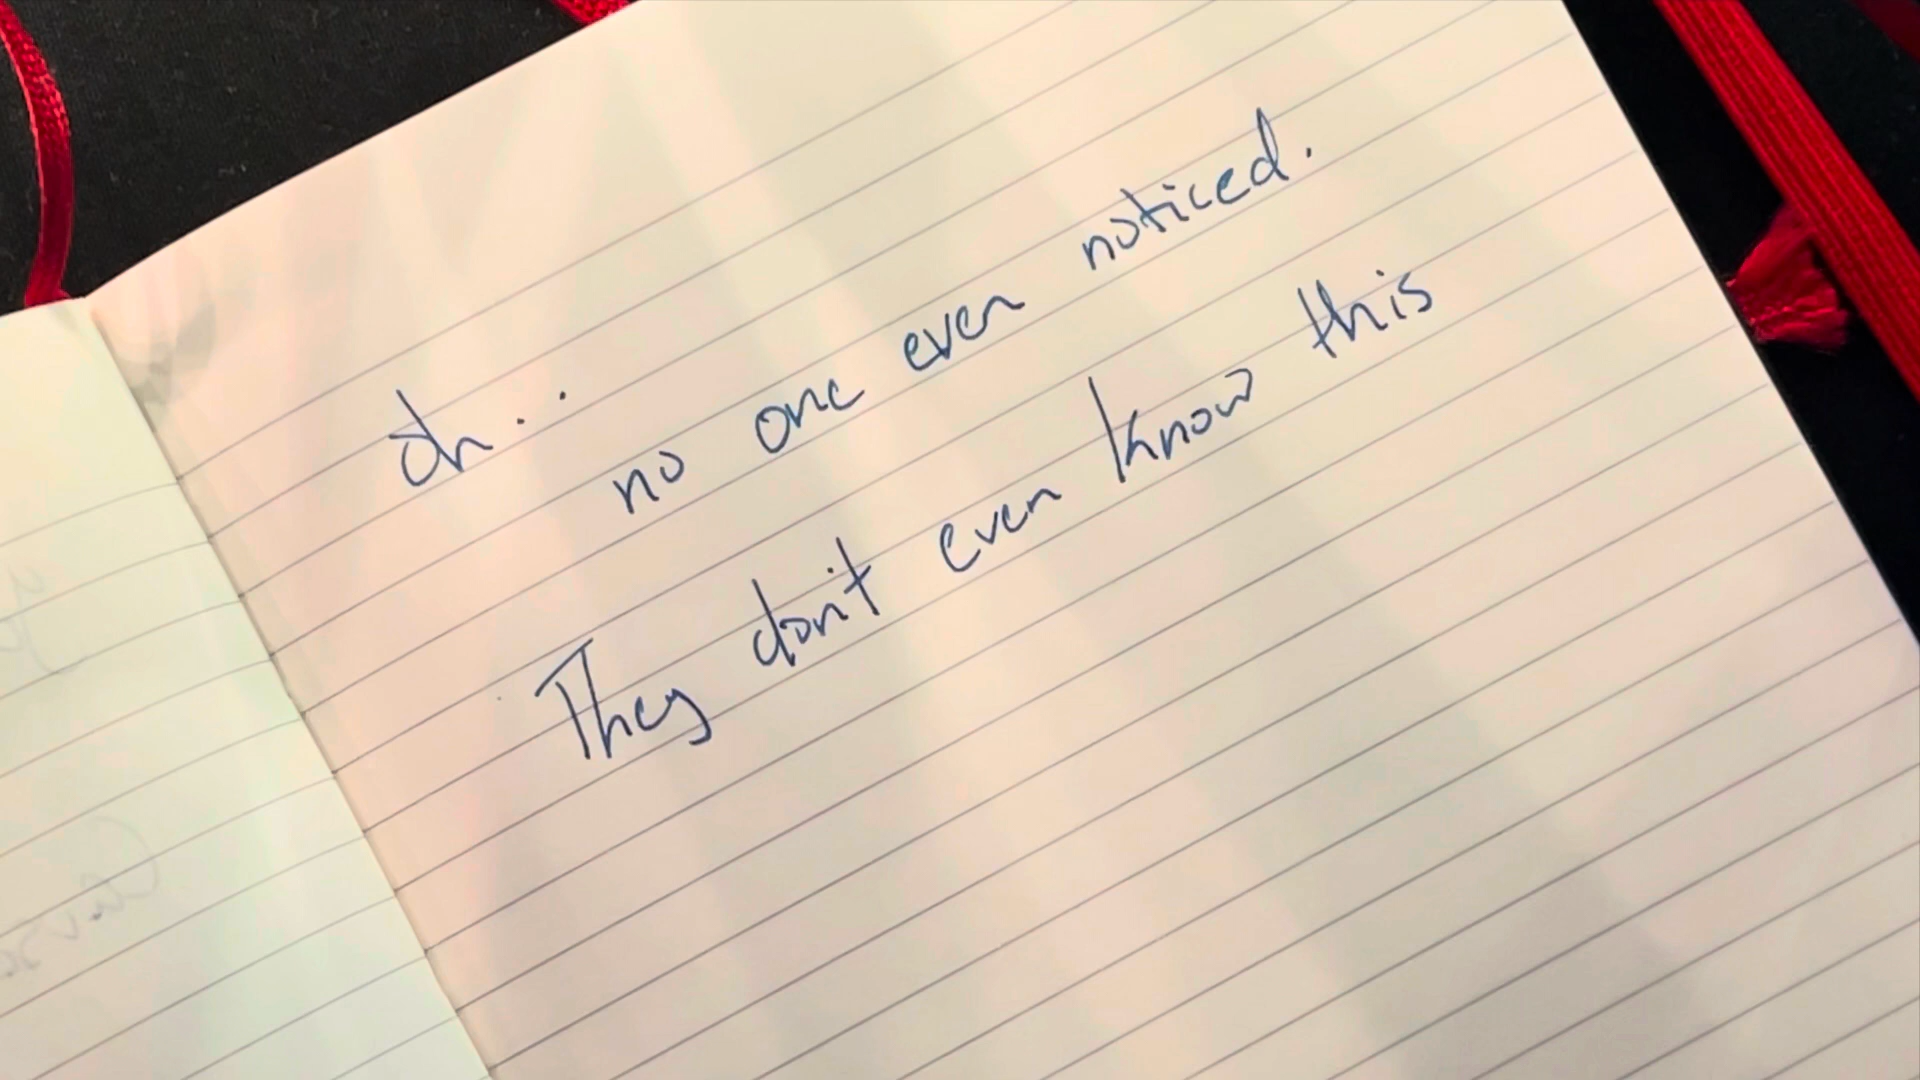 oh...
no one even noticed.
They don't even know this